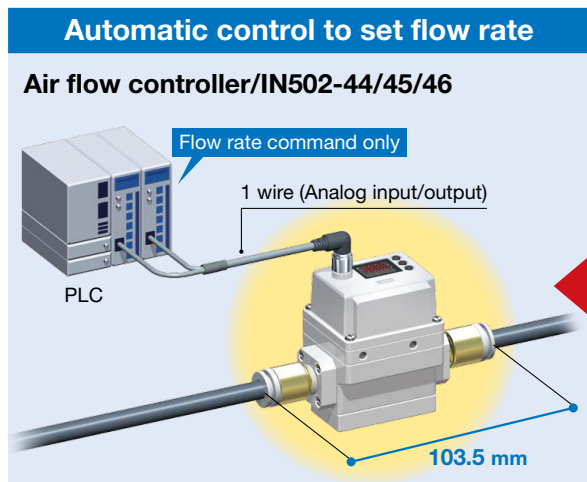 Automatic control to set flow rate
Air flow controller/IN502-44/45/46
Flow rate command only
1 wire (Analog input/output)
PLC
103.5 mm